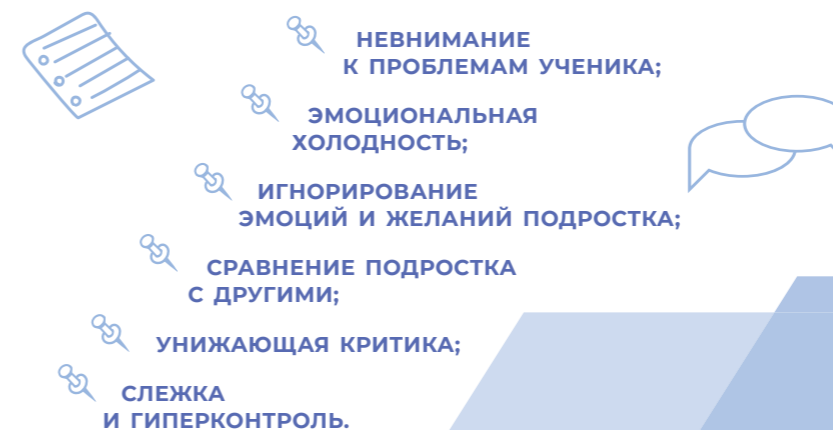 НЕВНИМАНИЕ
К ПРОБЛЕМАМ УЧЕНИКА;
ЭМОЦИОНАЛЬНАЯ
ХОЛОДНОСТЬ;
ИГНОРИРОВАНИЕ
ЭМОЦИЙ И ЖЕЛАНИЙ ПОДРОСТКА;
СРАВНЕНИЕ ПОДРОСТКА
С ДРУГИМИ;
УНИЖАЮЩАЯ КРИТИКА;
СЛЕЖКА
И ГИПЕРКОНТРОЛЬ.